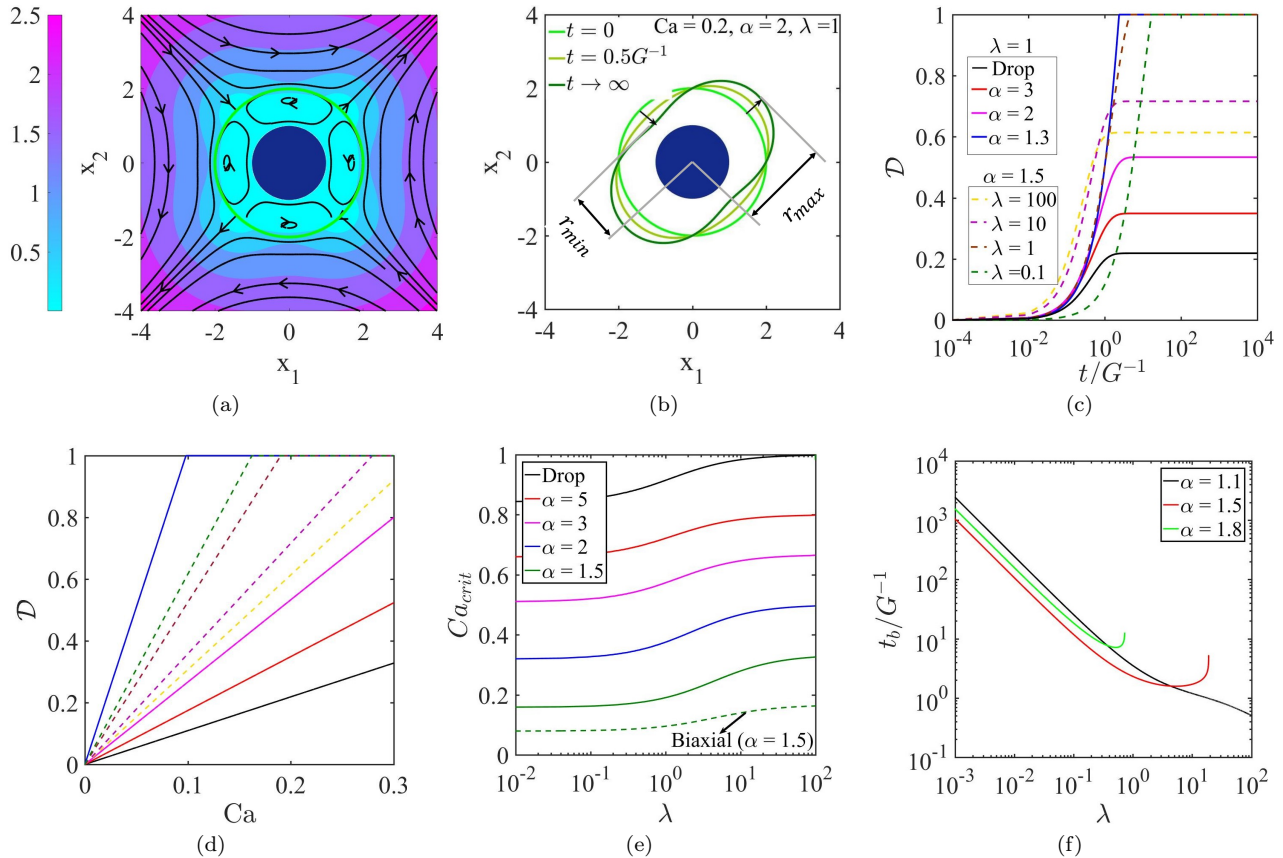 2.5
2
1.5
1
0.5
4
2
0
-2
-4
x2
-4
-2
0
2
4
x1
(a)
4
2
0
-2
-4
x2
t = 0
t = 0.5G⁻¹
t → ∞
Ca = 0.2, α = 2, λ = 1
r_min
r_max
-4
-2
0
2
4
x1
(b)
1
0.8
0.6
0.4
0.2
0
𝒟
λ = 1
Drop
α = 3
α = 2
α = 1.3
α = 1.5
λ = 100
λ = 10
λ = 1
λ =0.1
10⁻⁴
10⁻²
10⁰
10²
10⁴
t/G⁻¹
(c)
1
0.8
0.6
0.4
0.2
0
𝒟
0
0.1
0.2
0.3
Ca
(d)
1
0.8
0.6
0.4
0.2
0
Ca_crit
Drop
α = 5
α = 3
α = 2
α = 1.5
Biaxial (α = 1.5)
10⁻²
10⁻¹
10⁰
10¹
10²
λ
(e)
10⁴
10³
10²
10¹
10⁰
10⁻¹
t_b/G⁻¹
α = 1.1
α = 1.5
α = 1.8
10⁻³
10⁻²
10⁻¹
10⁰
10¹
10²
λ
(f)